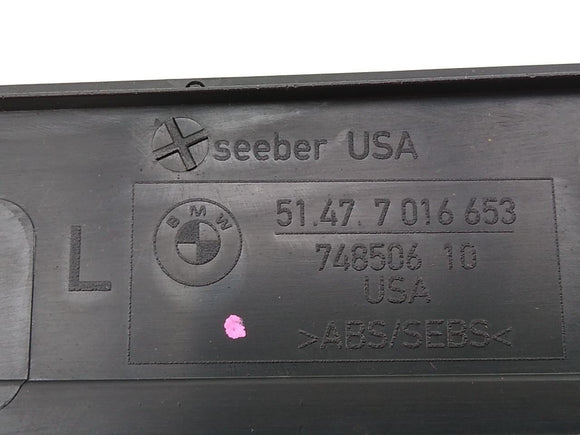 seeber USA
L
BMW
51.47. 7 016 653
748506 10
USA
>ABS/SEBS<